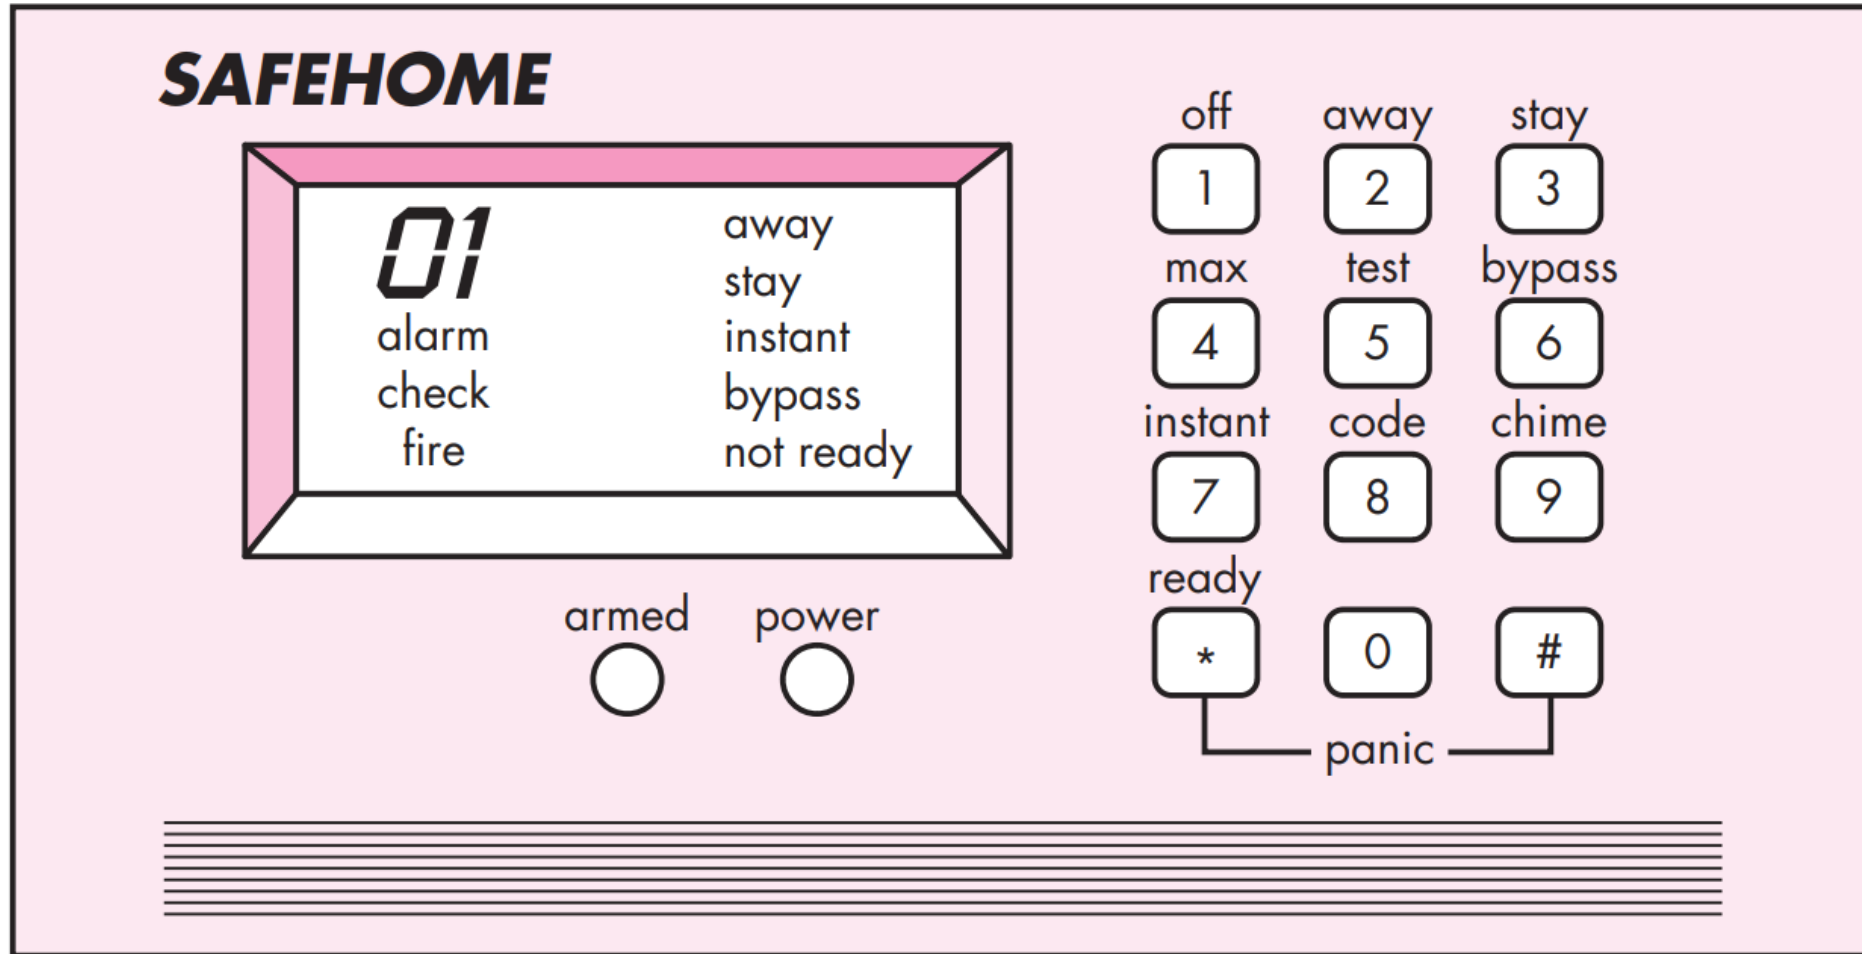 SAFEHOME
01
alarm
check
fire
away
stay
instant
bypass
not ready
armed power
off away stay
1 2 3
max test bypass
4 5 6
instant code chime
7 8 9
ready
* 0 #
panic